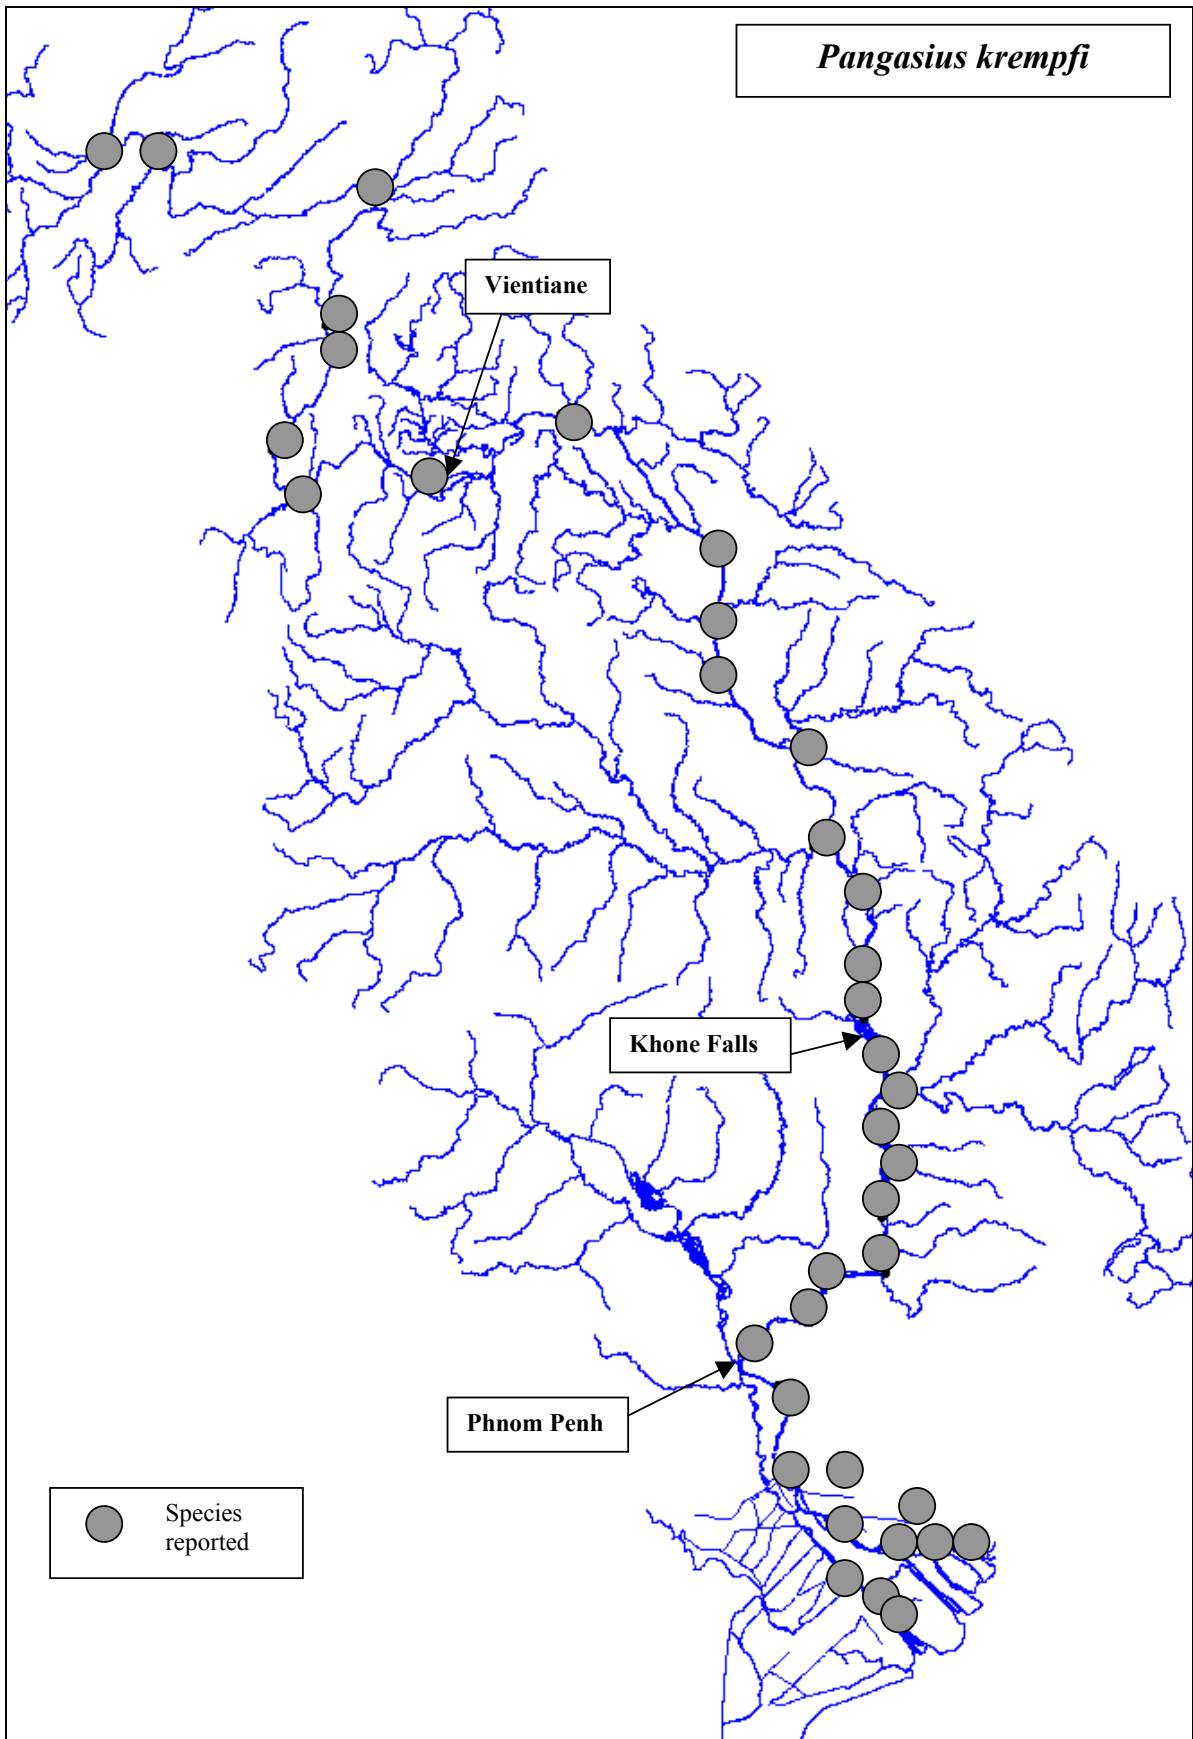 Pangasius krempfi
Vientiane
Khone Falls
Phnom Penh
Species
reported